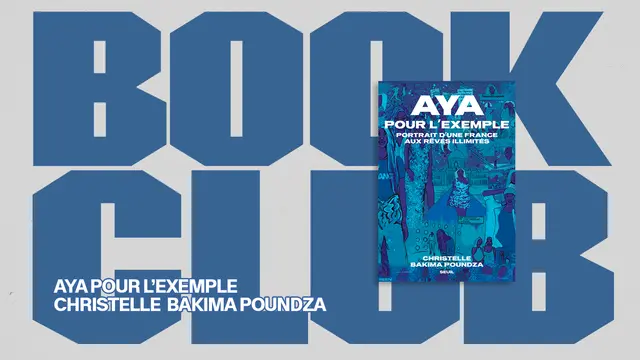 BOOK
CLUB
AYA
POUR L'EXEMPLE
PORTRAIT D'UNE FRANCE
AUX RÊVES ILLIMITÉS
CHRISTELLE
BAKIMA POUNDZA
SEUIL
AYA POUR L'EXEMPLE
CHRISTELLE BAKIMA POUNDZA